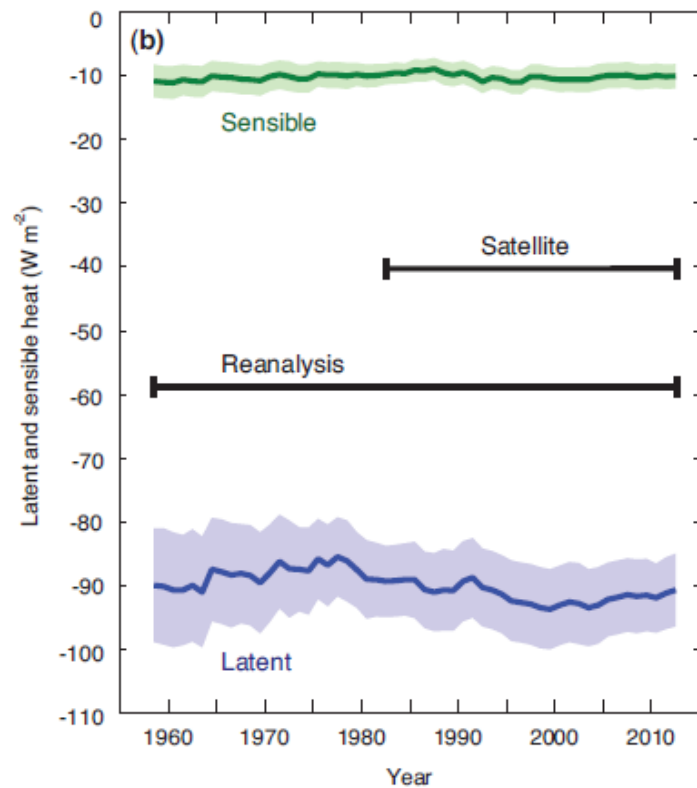 (b)
0
-10
-20
-30
-40
-50
-60
-70
-80
-90
-100
-110
Sensible
Satellite
Reanalysis
Latent
Latent and sensible heat (W m⁻²)
1960 1970 1980 1990 2000 2010
Year